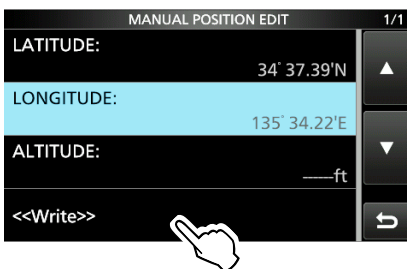 MANUAL POSITION EDIT 1/1
LATITUDE:
34° 37.39'N
LONGITUDE:
135° 34.22'E
ALTITUDE:
-----ft
<<Write>>